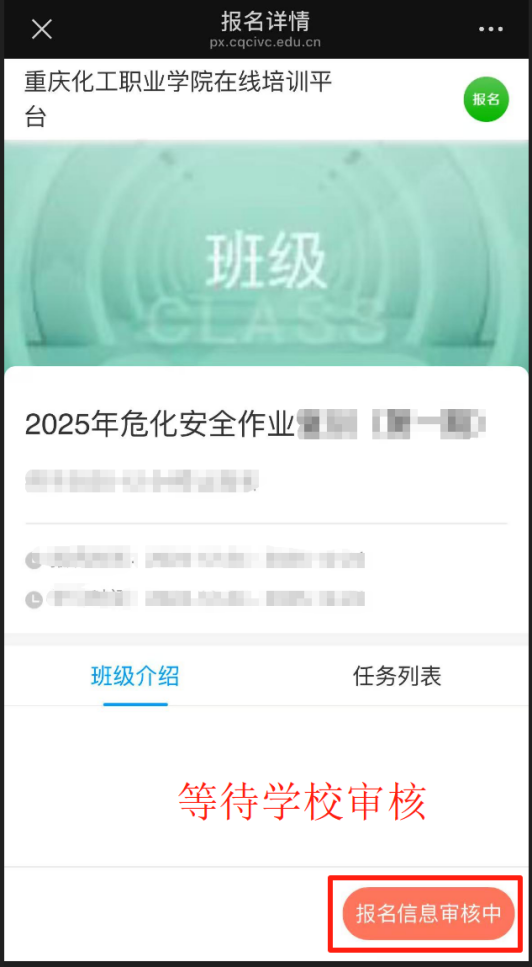 报名详情
px.cqcivc.edu.cn
重庆化工职业学院在线培训平
台
报名
班级
CLASS
2025年危化安全作业
班级介绍
任务列表
等待学校审核
报名信息审核中